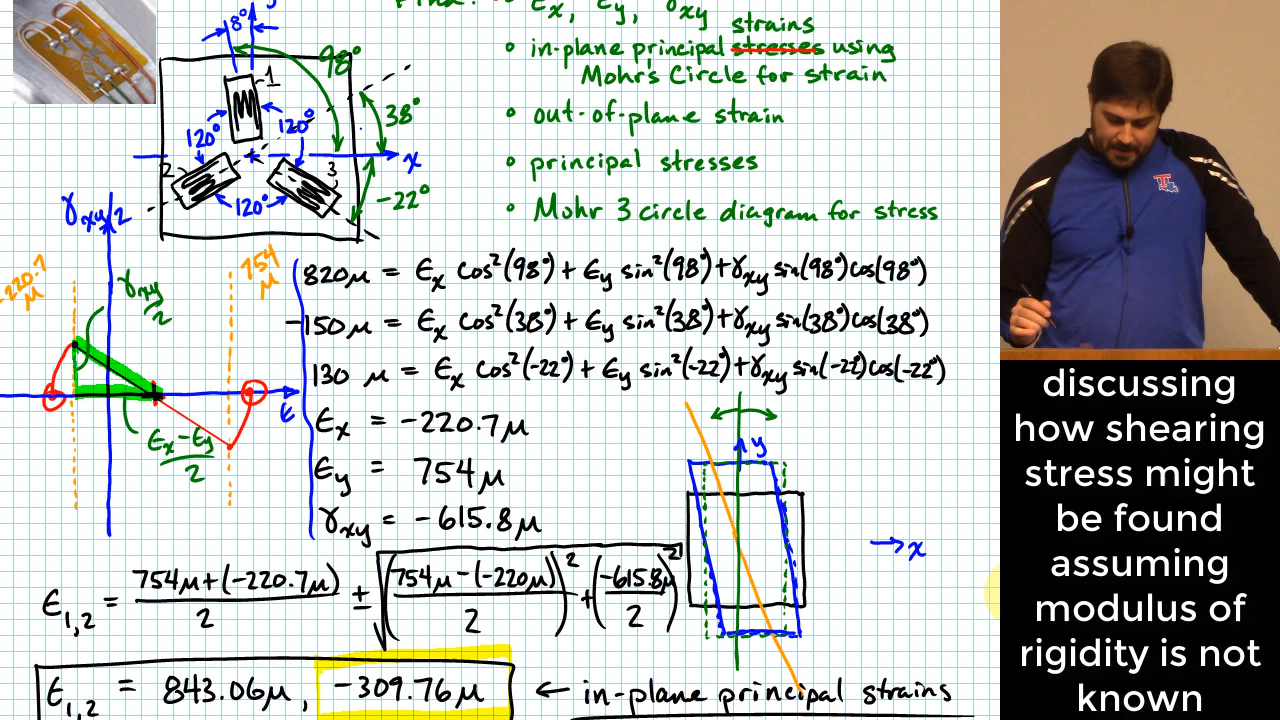 Find: • εx, εy, γxy
strains
• in-plane principal stresses using
Mohr's Circle for strain
• out-of-plane strain
• principal stresses
• Mohr 3 circle diagram for stress
8°
98°
1
38°
120°
120°
x
2
3
120°
-22°
γxy/2
-220.7
μ
754
μ
γxy
2
ε
εx-εy
2
820μ = εx cos²(98°) + εy sin²(98°) + γxy sin(98°)cos(98°)
-150μ = εx cos²(38°) + εy sin²(38°) + γxy sin(38°)cos(38°)
130 μ = εx cos²(-22°) + εy sin²(-22°) + γxy sin(-22°)cos(-22°)
εx = -220.7μ
εy = 754μ
γxy = -615.8μ
y
→ x
ε1,2 = 754μ+(-220.7μ) / 2 ± √((754μ-(-220μ) / 2)² + (-615.8μ / 2)²)
ε1,2 = 843.06μ, -309.76μ ← in-plane principal strains
discussing
how shearing
stress might
be found
assuming
modulus of
rigidity is not
known